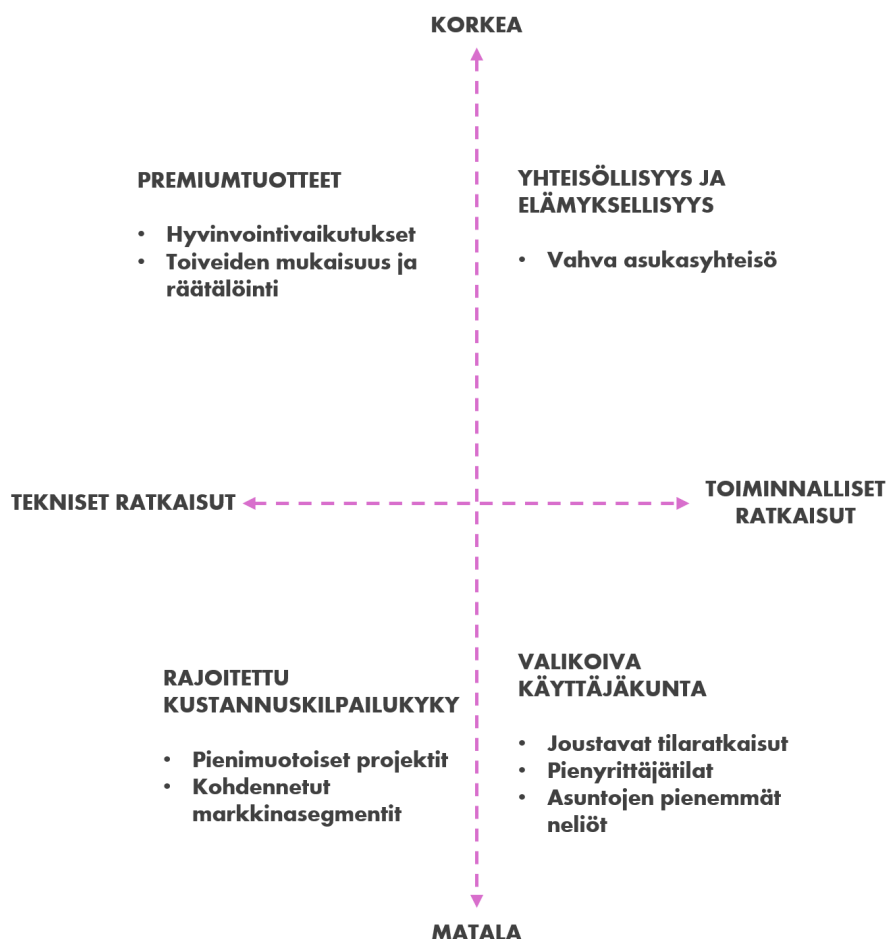 KORKEA
PREMIUMTUOTTEET
• Hyvinvointivaikutukset
• Toiveiden mukaisuus ja
räätälöinti
YHTEISÖLLISYYS JA
ELÄMYKSELLISYYS
• Vahva asukasyhteisö
TEKNISET RATKAISUT
TOIMINNALLISET
RATKAISUT
RAJOITETTU
KUSTANNUSKILPAILUKYKY
• Pienimuotoiset projektit
• Kohdennetut
markkinasegmentit
VALIKOIVA
KÄYTTÄJÄKUNTA
• Joustavat tilaratkaisut
• Pienyrittäjätilat
• Asuntojen pienemmät
neliöt
MATALA